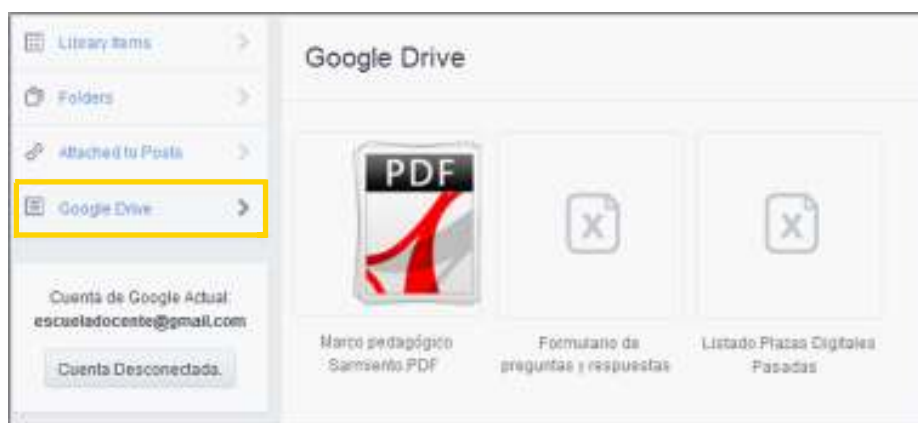 Library Items
Folders
Attached to Posts
Google Drive
Cuenta de Google Actual
escueladocente@gmail.com
Cuenta Desconectada.
Google Drive
PDF
X
X
Marco pedagógico
Sarmiento.PDF
Formulario de
preguntas y respuestas
Listado Plazas Digitales
Pasadas